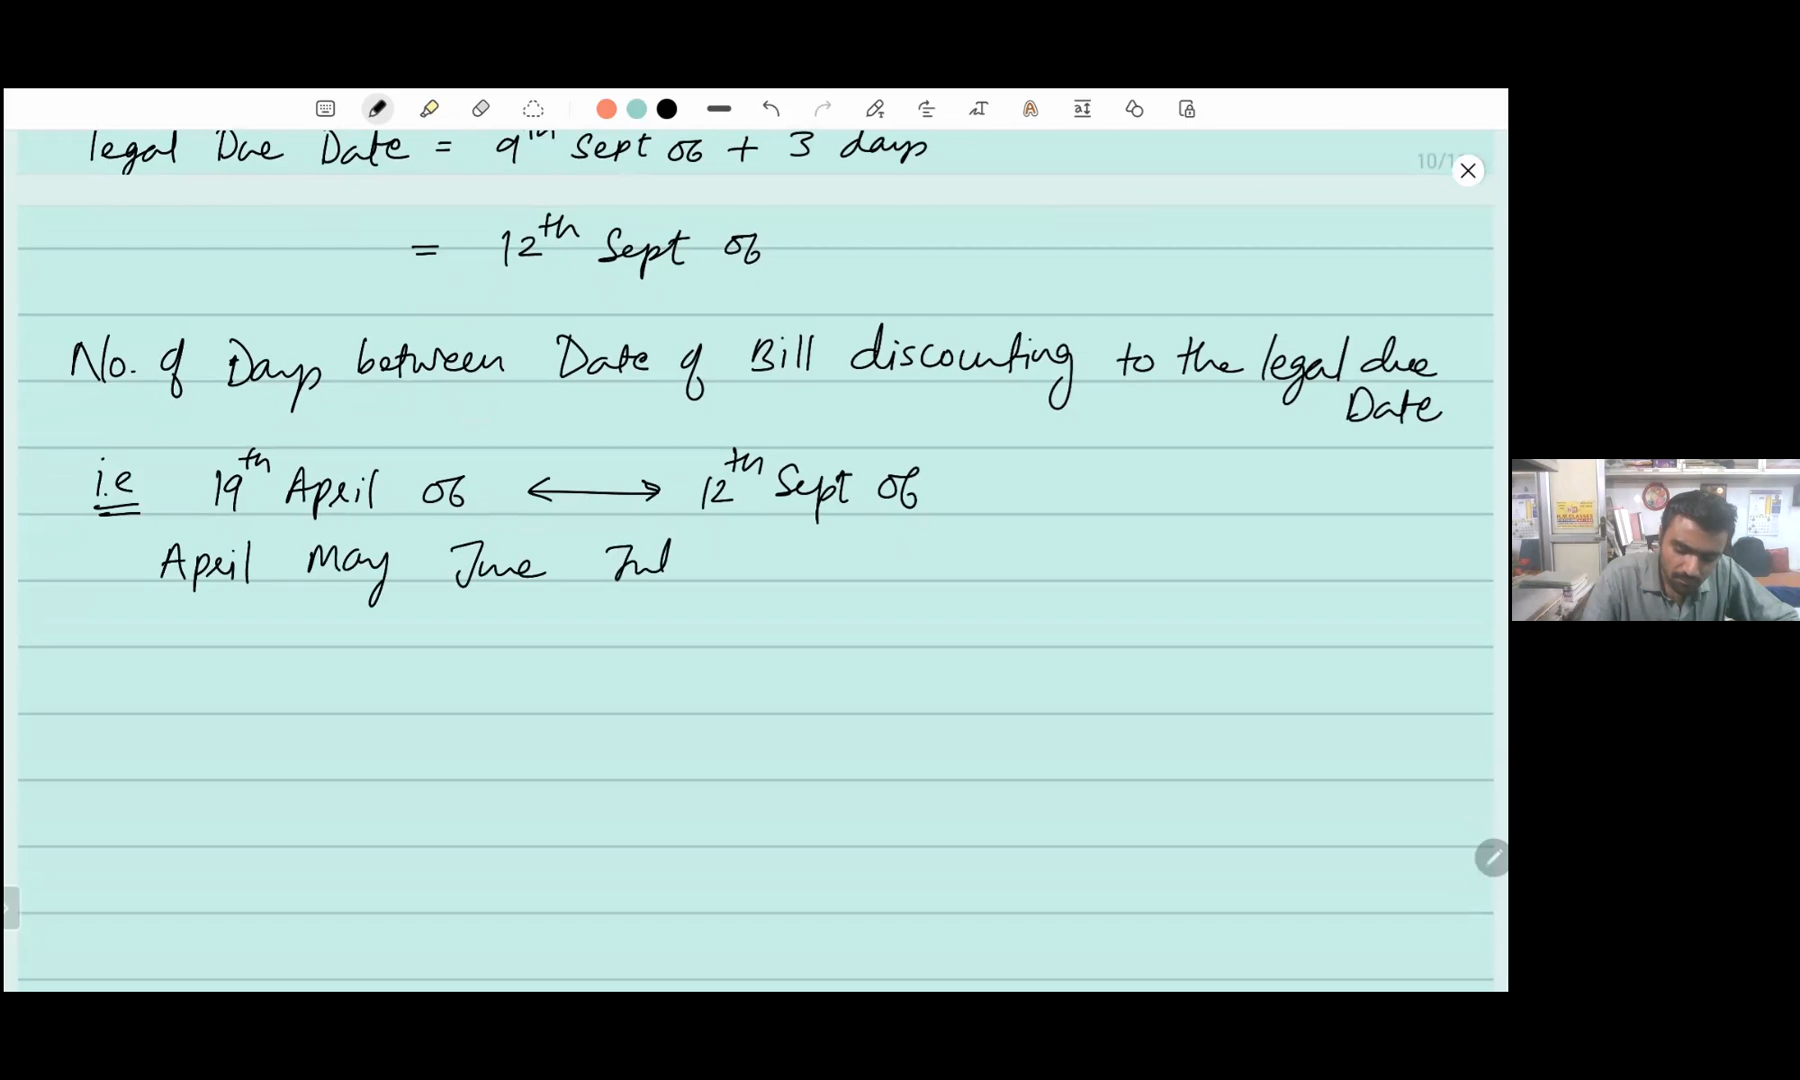 legal Due Date = 9th Sept 06 + 3 days
= 12th Sept 06
No. of Days between Date of Bill discounting to the legal due
Date
i.e 19th April 06 ↔ 12th Sept 06
April May June Jul